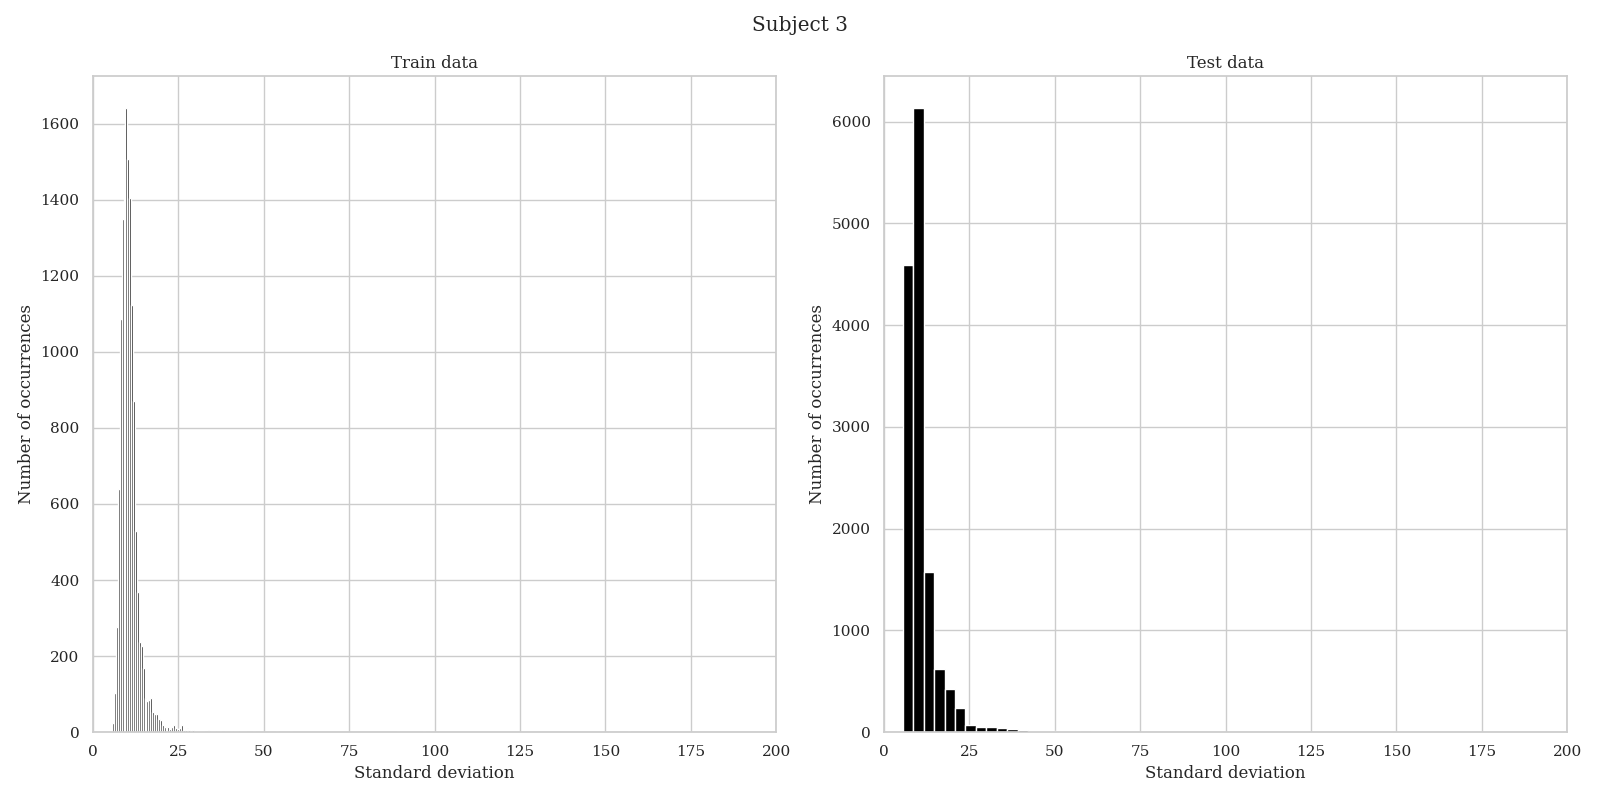 Subject 3
Train data
Number of occurrences
1600
1400
1200
1000
800
600
400
200
0
0 25 50 75 100 125 150 175 200
Standard deviation
Test data
Number of occurrences
6000
5000
4000
3000
2000
1000
0
0 25 50 75 100 125 150 175 200
Standard deviation